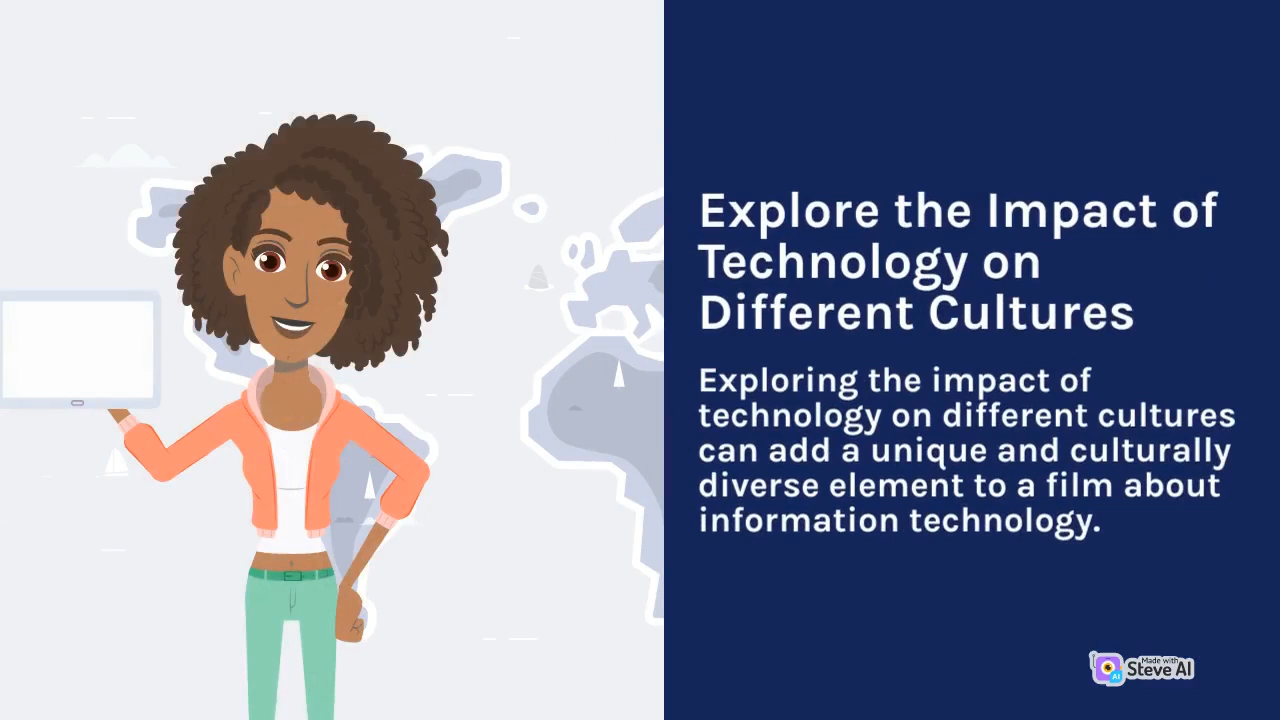 Explore the Impact of
Technology on
Different Cultures
Exploring the impact of
technology on different cultures
can add a unique and culturally
diverse element to a film about
information technology.
Made with
Steve AI
AI